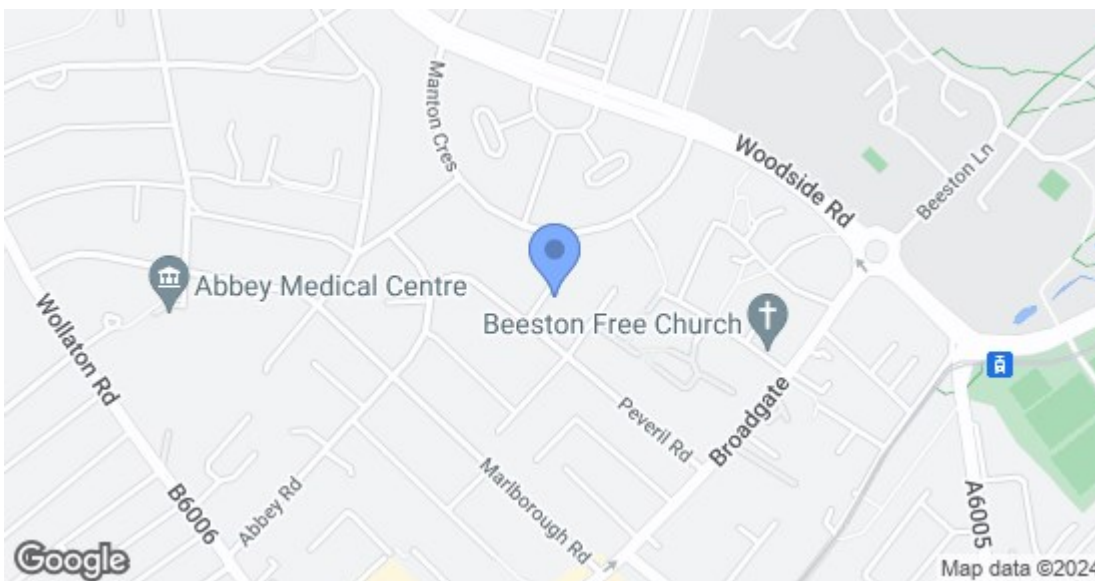 Manton Cres
Woodside Rd
Beeston Ln
Abbey Medical Centre
Beeston Free Church
Wollaton Rd
B6006
Abbey Rd
Peveril Rd
Broadgate
Marlborough Rd
A6005
Google
Map data ©2024